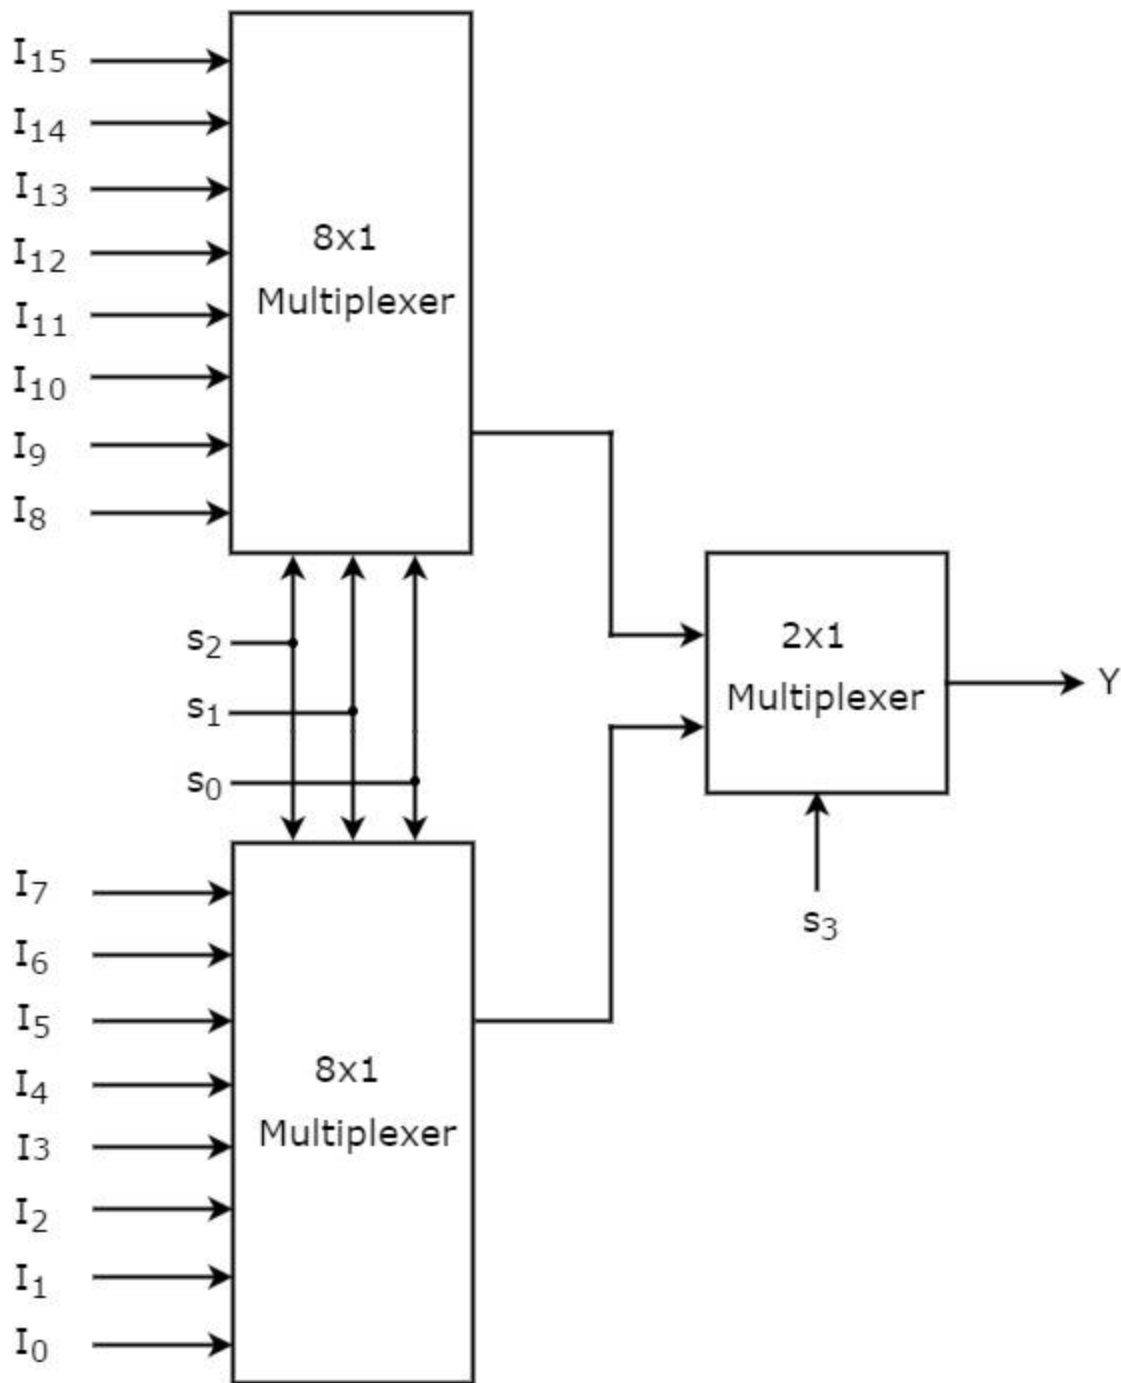 I15
I14
I13
I12
I11
I10
I9
I8
8x1
Multiplexer
s2
s1
s0
2x1
Multiplexer
Y
s3
I7
I6
I5
I4
I3
I2
I1
I0
8x1
Multiplexer